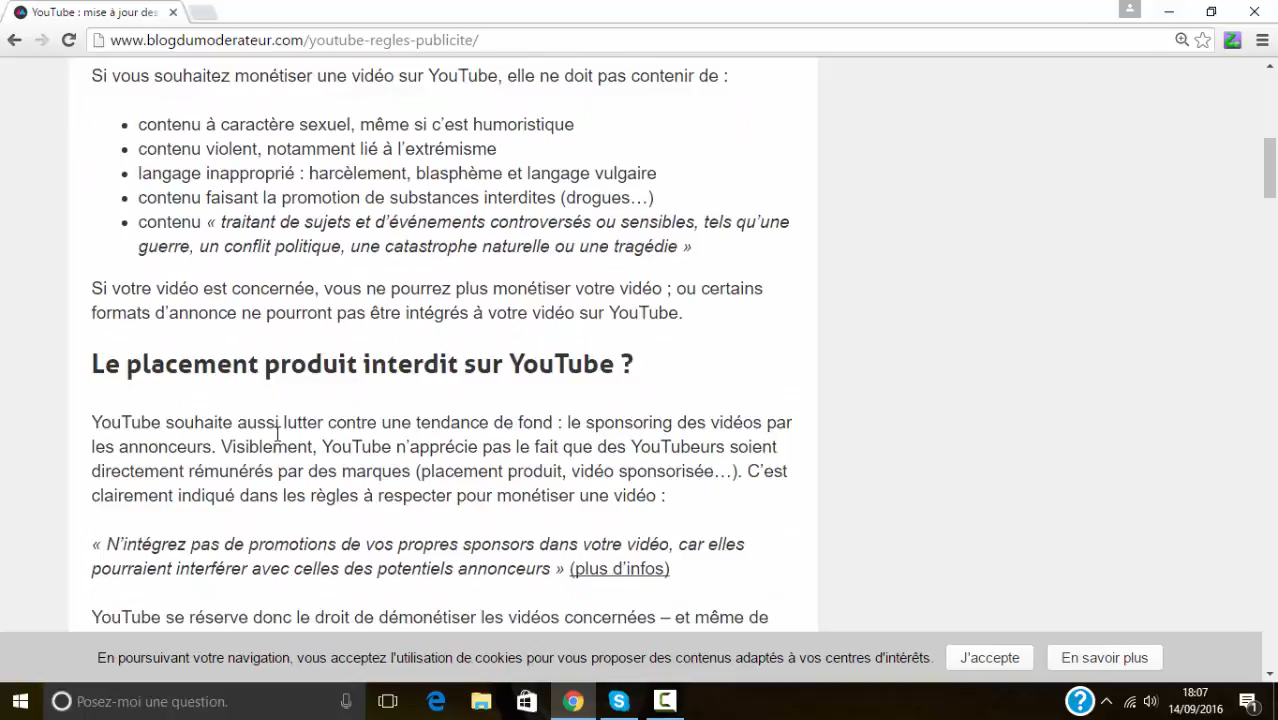 YouTube : mise à jour des
www.blogdumoderateur.com/youtube-regles-publicite/
Si vous souhaitez monétiser une vidéo sur YouTube, elle ne doit pas contenir de :
• contenu à caractère sexuel, même si c'est humoristique
• contenu violent, notamment lié à l'extrémisme
• langage inapproprié : harcèlement, blasphème et langage vulgaire
• contenu faisant la promotion de substances interdites (drogues…)
• contenu « traitant de sujets et d'événements controversés ou sensibles, tels qu'une
guerre, un conflit politique, une catastrophe naturelle ou une tragédie »
Si votre vidéo est concernée, vous ne pourrez plus monétiser votre vidéo ; ou certains
formats d'annonce ne pourront pas être intégrés à votre vidéo sur YouTube.
Le placement produit interdit sur YouTube ?
YouTube souhaite aussi lutter contre une tendance de fond : le sponsoring des vidéos par
les annonceurs. Visiblement, YouTube n'apprécie pas le fait que des YouTubeurs soient
directement rémunérés par des marques (placement produit, vidéo sponsorisée…). C'est
clairement indiqué dans les règles à respecter pour monétiser une vidéo :
« N'intégrez pas de promotions de vos propres sponsors dans votre vidéo, car elles
pourraient interférer avec celles des potentiels annonceurs » (plus d'infos)
YouTube se réserve donc le droit de démonétiser les vidéos concernées – et même de
En poursuivant votre navigation, vous acceptez l'utilisation de cookies pour vous proposer des contenus adaptés à vos centres d'intérêts.
J'accepte
En savoir plus
Posez-moi une question.
18:07
14/09/2016